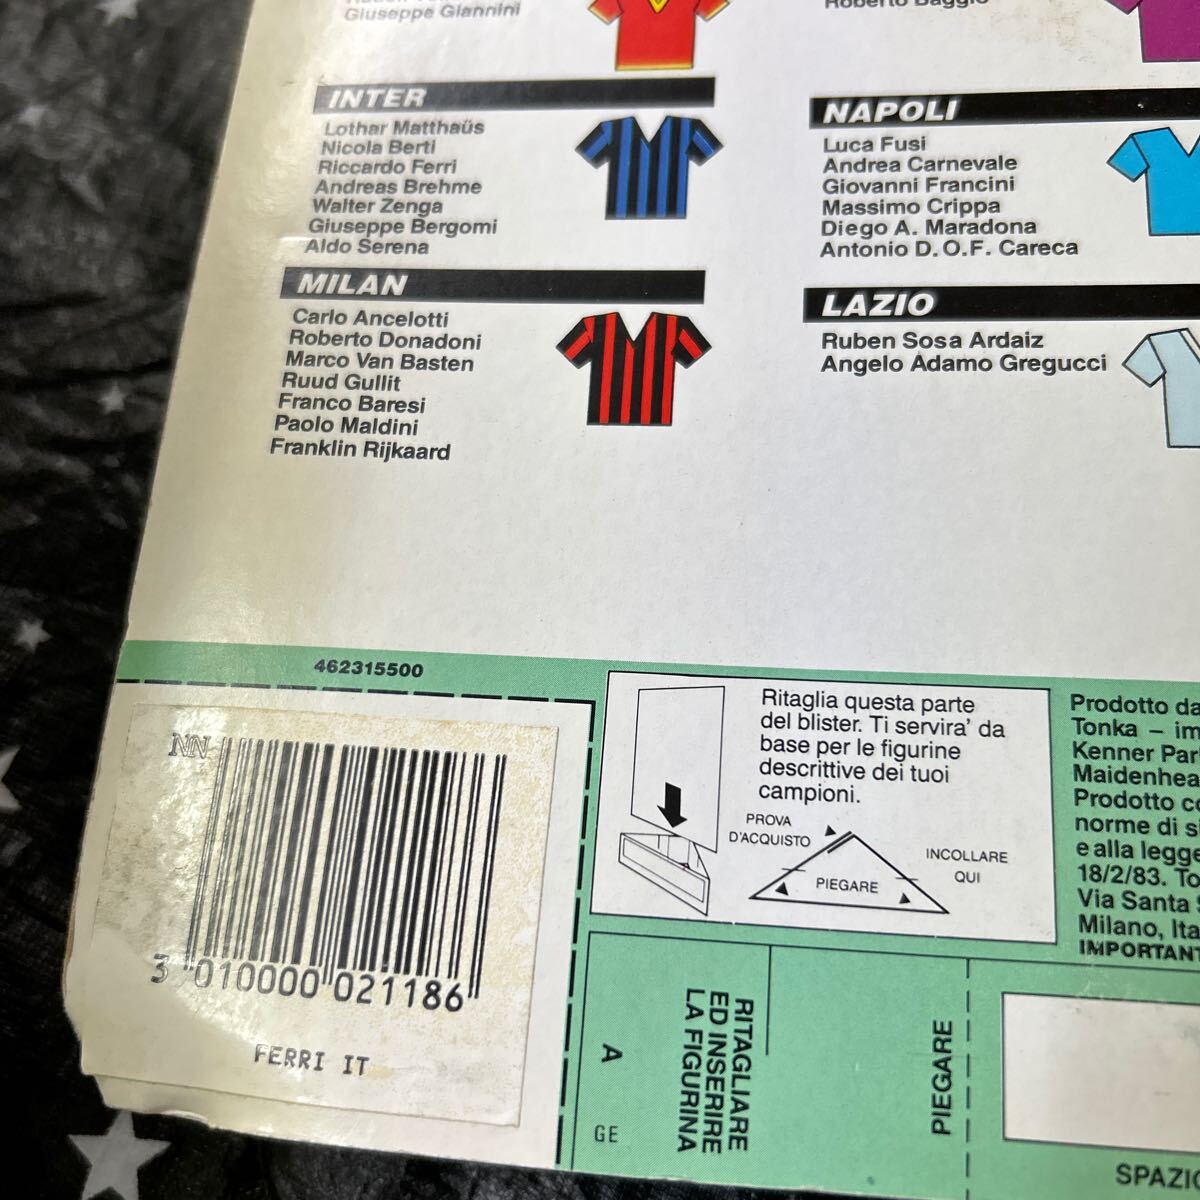 Giuseppe Giannini
INTER
Lothar Matthaüs
Nicola Berti
Riccardo Ferri
Andreas Brehme
Walter Zenga
Giuseppe Bergomi
Aldo Serena
MILAN
Carlo Ancelotti
Roberto Donadoni
Marco Van Basten
Ruud Gullit
Franco Baresi
Paolo Maldini
Franklin Rijkaard
Roberto Baggio
NAPOLI
Luca Fusi
Andrea Carnevale
Giovanni Francini
Massimo Crippa
Diego A. Maradona
Antonio D.O.F. Careca
LAZIO
Ruben Sosa Ardaiz
Angelo Adamo Gregucci
462315500
NN
3 010000 021186
FERRI IT
Ritaglia questa parte
del blister. Ti servira' da
base per le figurine
descrittive dei tuoi
campioni.
PROVA
D'ACQUISTO
PIEGARE
INCOLLARE
QUI
Prodotto da
Tonka – im
Kenner Par
Maidenhea
Prodotto co
norme di si
e alla legge
18/2/83. To
Via Santa
Milano, Ita
IMPORTANT
A
GE
RITAGLIARE
ED INSERIRE
LA FIGURINA
PIEGARE
SPAZIO